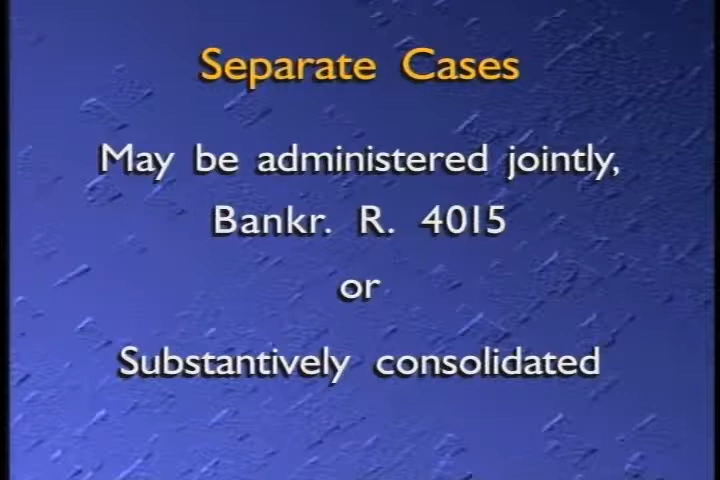 Separate Cases
May be administered jointly,
Bankr. R. 4015
or
Substantively consolidated